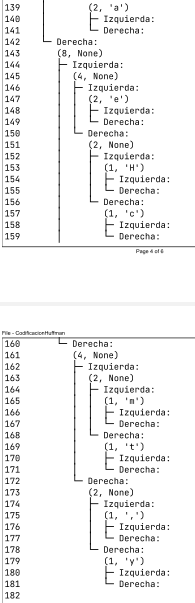 139 (2, 'a')
140 ├─ Izquierda:
141 └─ Derecha:
142 └─ Derecha:
143 (8, None)
144 ├─ Izquierda:
145 │ (4, None)
146 │ ├─ Izquierda:
147 │ │ (2, 'e')
148 │ │ ├─ Izquierda:
149 │ │ └─ Derecha:
150 │ └─ Derecha:
151 │ (2, None)
152 │ ├─ Izquierda:
153 │ │ (1, 'H')
154 │ │ ├─ Izquierda:
155 │ │ └─ Derecha:
156 │ └─ Derecha:
157 │ (1, 'c')
158 │ ├─ Izquierda:
159 │ └─ Derecha:
Page 4 of 6
File - CodificacionHuffman
160 └─ Derecha:
161 (4, None)
162 ├─ Izquierda:
163 │ (2, None)
164 │ ├─ Izquierda:
165 │ │ (1, 'm')
166 │ │ ├─ Izquierda:
167 │ │ └─ Derecha:
168 │ └─ Derecha:
169 │ (1, 't')
170 │ ├─ Izquierda:
171 │ └─ Derecha:
172 └─ Derecha:
173 (2, None)
174 ├─ Izquierda:
175 │ (1, ',')
176 │ ├─ Izquierda:
177 │ └─ Derecha:
178 └─ Derecha:
179 (1, 'y')
180 ├─ Izquierda:
181 └─ Derecha:
182